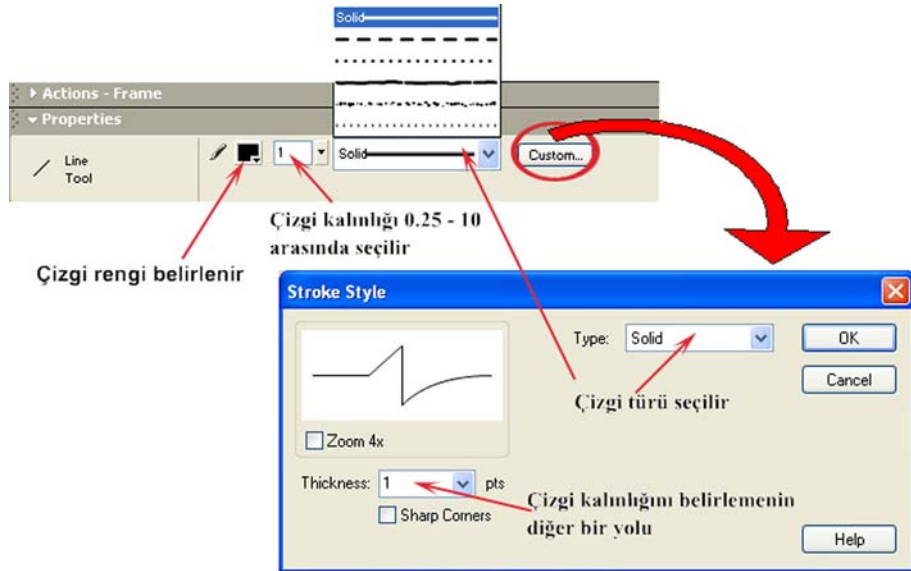 Solid
Actions - Frame
Properties
Line
Tool
1
Solid
Custom...
Çizgi kalınlığı 0.25 - 10
arasında seçilir
Çizgi rengi belirlenir
Stroke Style
Type: Solid
OK
Cancel
Çizgi türü seçilir
Zoom 4x
Thickness: 1 pts
Sharp Corners
Çizgi kalınlığını belirlemenin
diğer bir yolu
Help